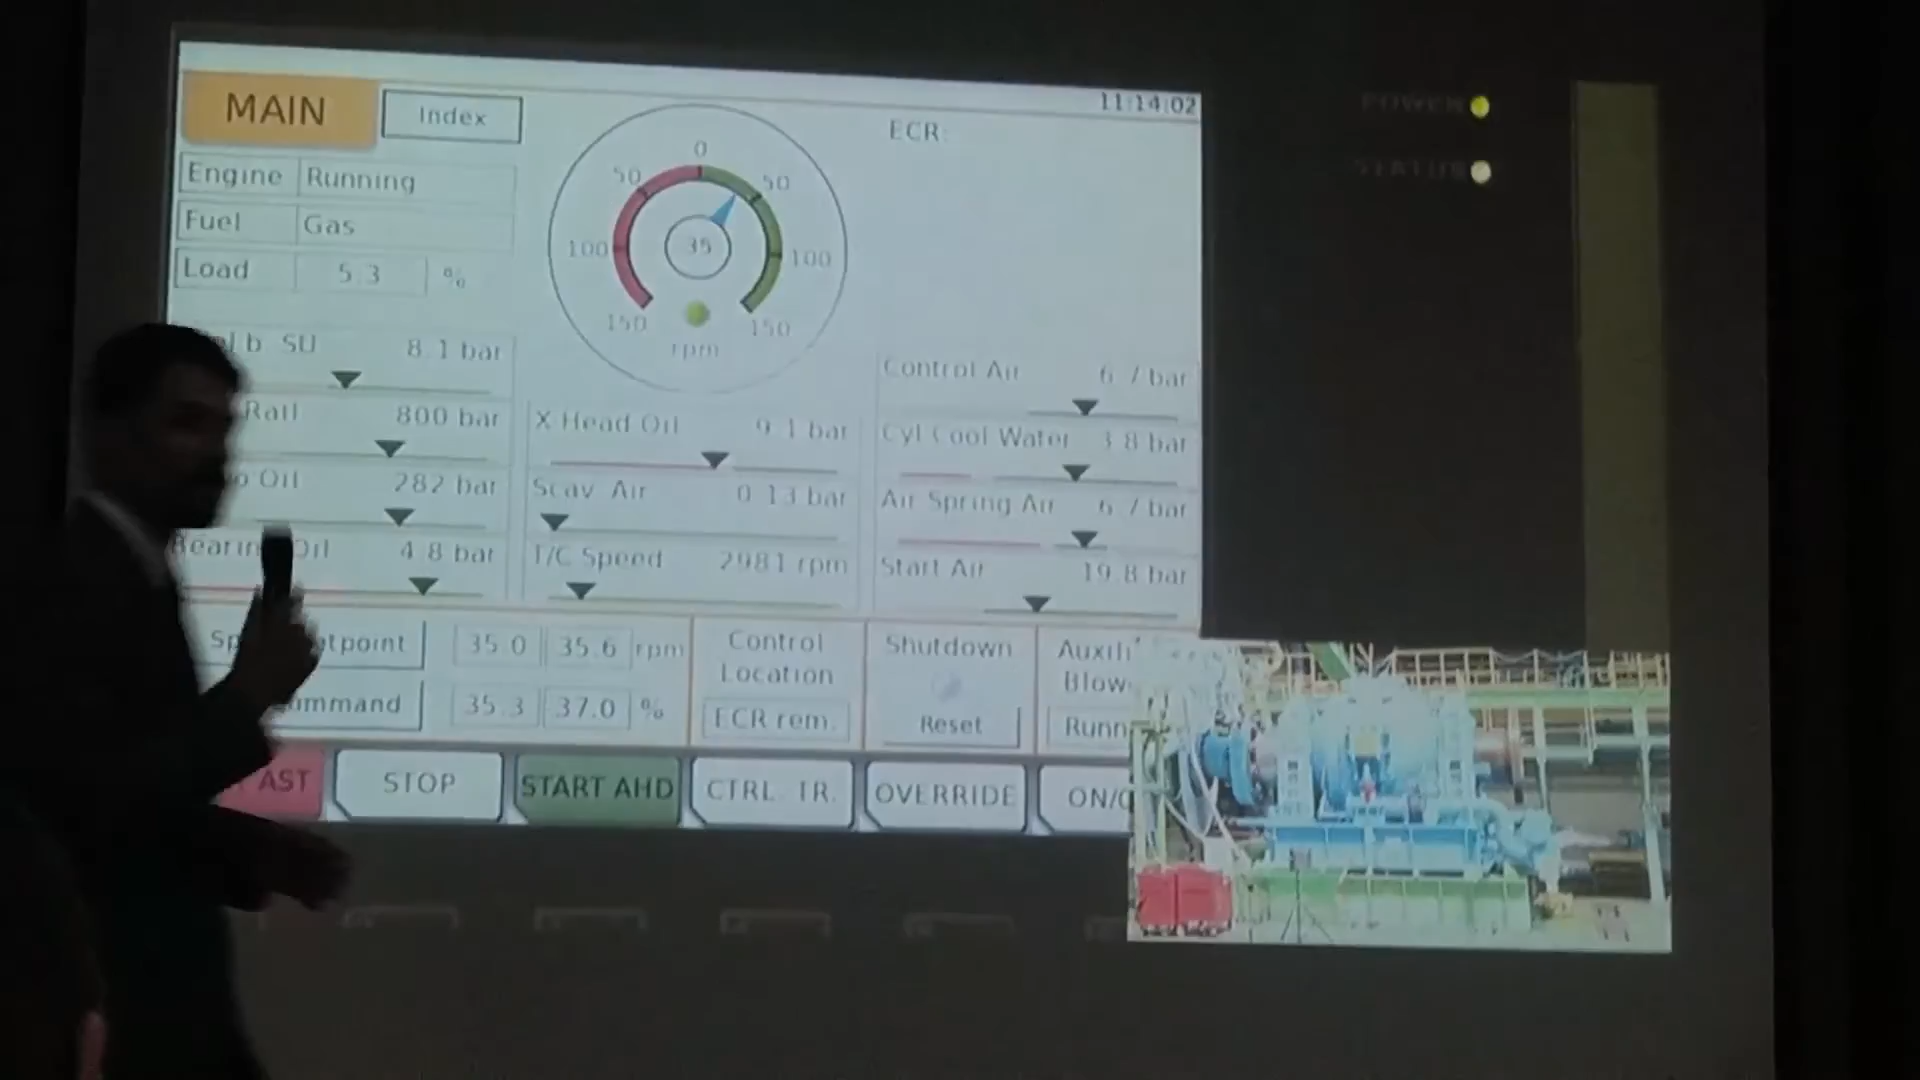 11:14:02
MAIN
Index
ECR:
POWER
STATUS
Engine Running
Fuel Gas
Load 5.3 %
0
50 50
100 100
150 150
35
rpm
SU 8.1 bar
Rail 800 bar
Oil 282 bar
Bearing Oil 4.8 bar
X Head Oil 9.1 bar
Scav. Air 0.13 bar
T/C Speed 2981 rpm
Control Air 6.7 bar
Cyl Cool Water 3.8 bar
Air Spring Air 6.7 bar
Start Air 19.8 bar
35.0 35.6 rpm
35.3 37.0 %
Control
Location
ECR rem.
Shutdown
Reset
STOP
START AHD
CTRL. TR.
OVERRIDE